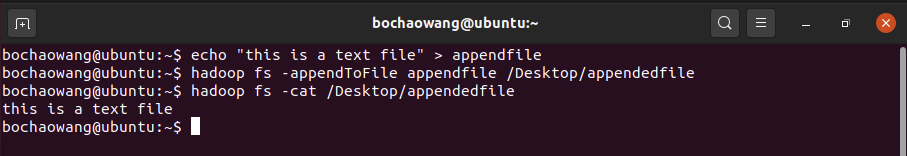 bochaowang@ubuntu:~
bochaowang@ubuntu:~$ echo "this is a text file" > appendfile
bochaowang@ubuntu:~$ hadoop fs -appendToFile appendfile /Desktop/appendedfile
bochaowang@ubuntu:~$ hadoop fs -cat /Desktop/appendedfile
this is a text file
bochaowang@ubuntu:~$